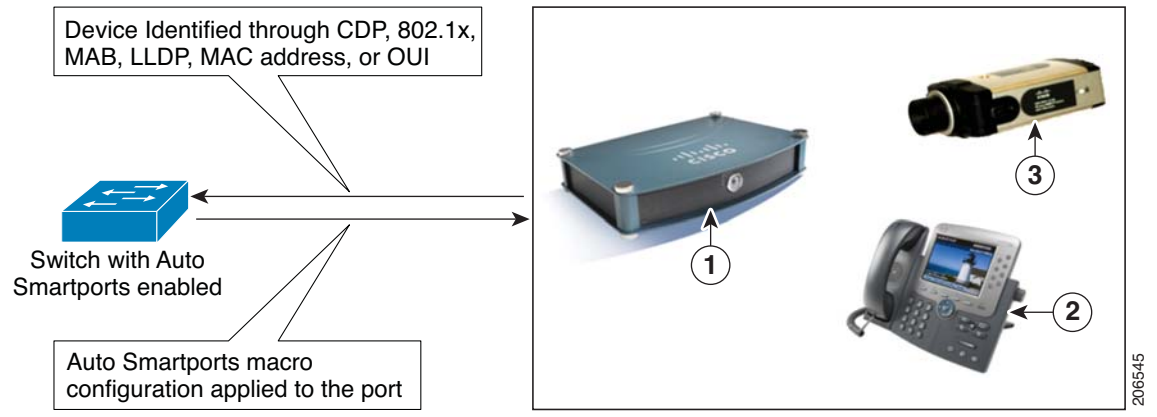 Device Identified through CDP, 802.1x,
MAB, LLDP, MAC address, or OUI
Switch with Auto
Smartports enabled
Auto Smartports macro
configuration applied to the port
CISCO
1
3
2
206545